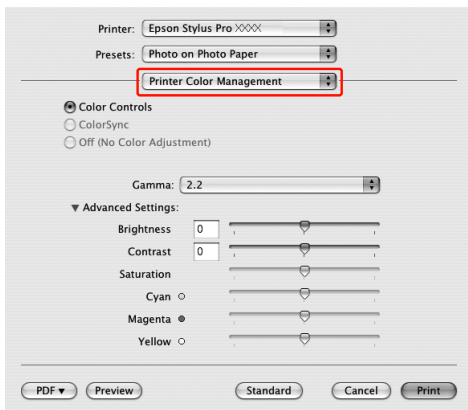 Printer: Epson Stylus Pro XXXX
Presets: Photo on Photo Paper
Printer Color Management
Color Controls
ColorSync
Off (No Color Adjustment)
Gamma: 2.2
Advanced Settings:
Brightness 0
Contrast 0
Saturation
Cyan
Magenta
Yellow
PDF Preview Standard Cancel Print